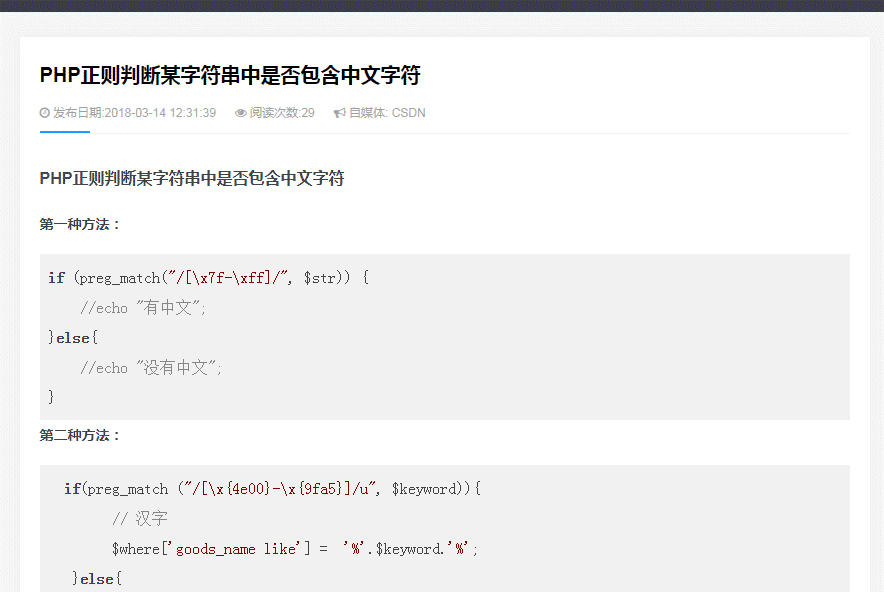 PHP正则判断某字符串中是否包含中文字符
发布日期:2018-03-14 12:31:39 阅读次数:29 自媒体: CSDN
PHP正则判断某字符串中是否包含中文字符
第一种方法：
if (preg_match("/[\x7f-\xff]/", $str)) {
//echo "有中文";
}else{
//echo "没有中文";
}
第二种方法：
if(preg_match ("/[\x{4e00}-\x{9fa5}]/u", $keyword)){
// 汉字
$where['goods_name like'] = '%'.$keyword.'%';
}else{